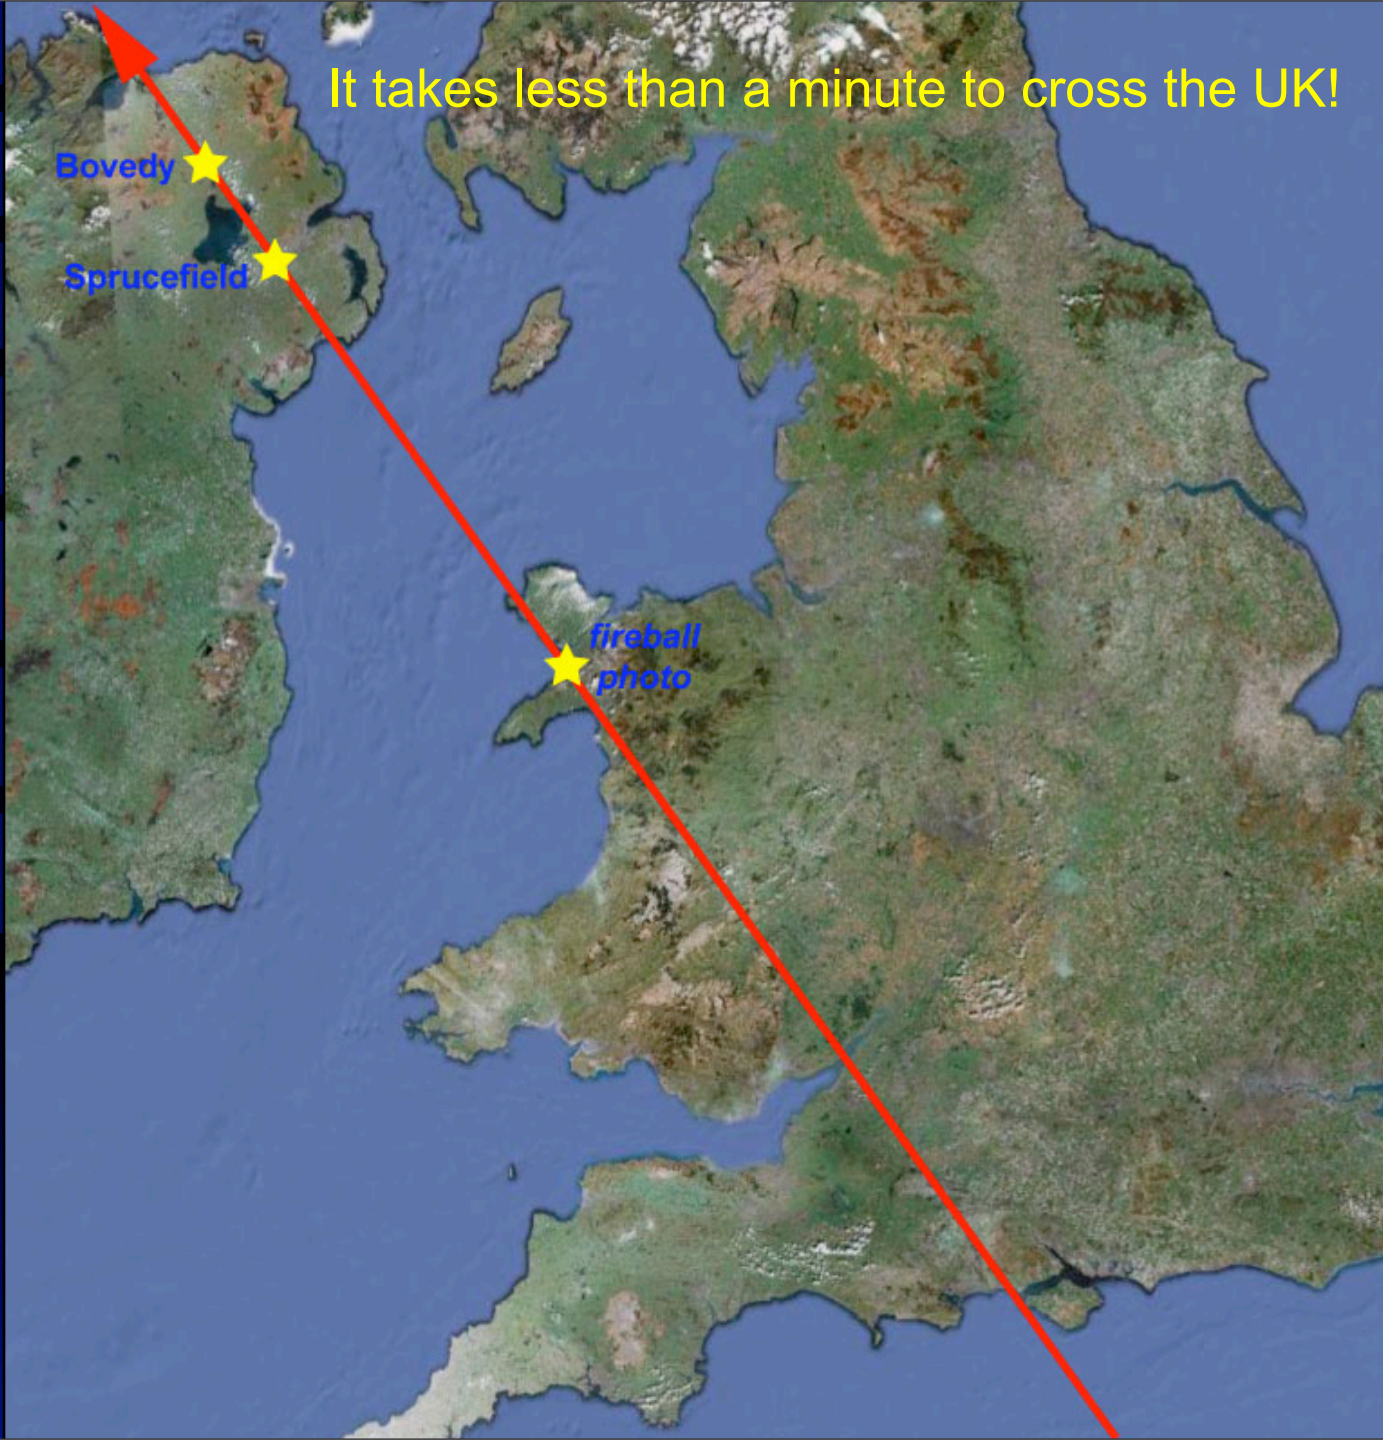 It takes less than a minute to cross the UK!
Bovedy
Sprucefield
fireball
photo